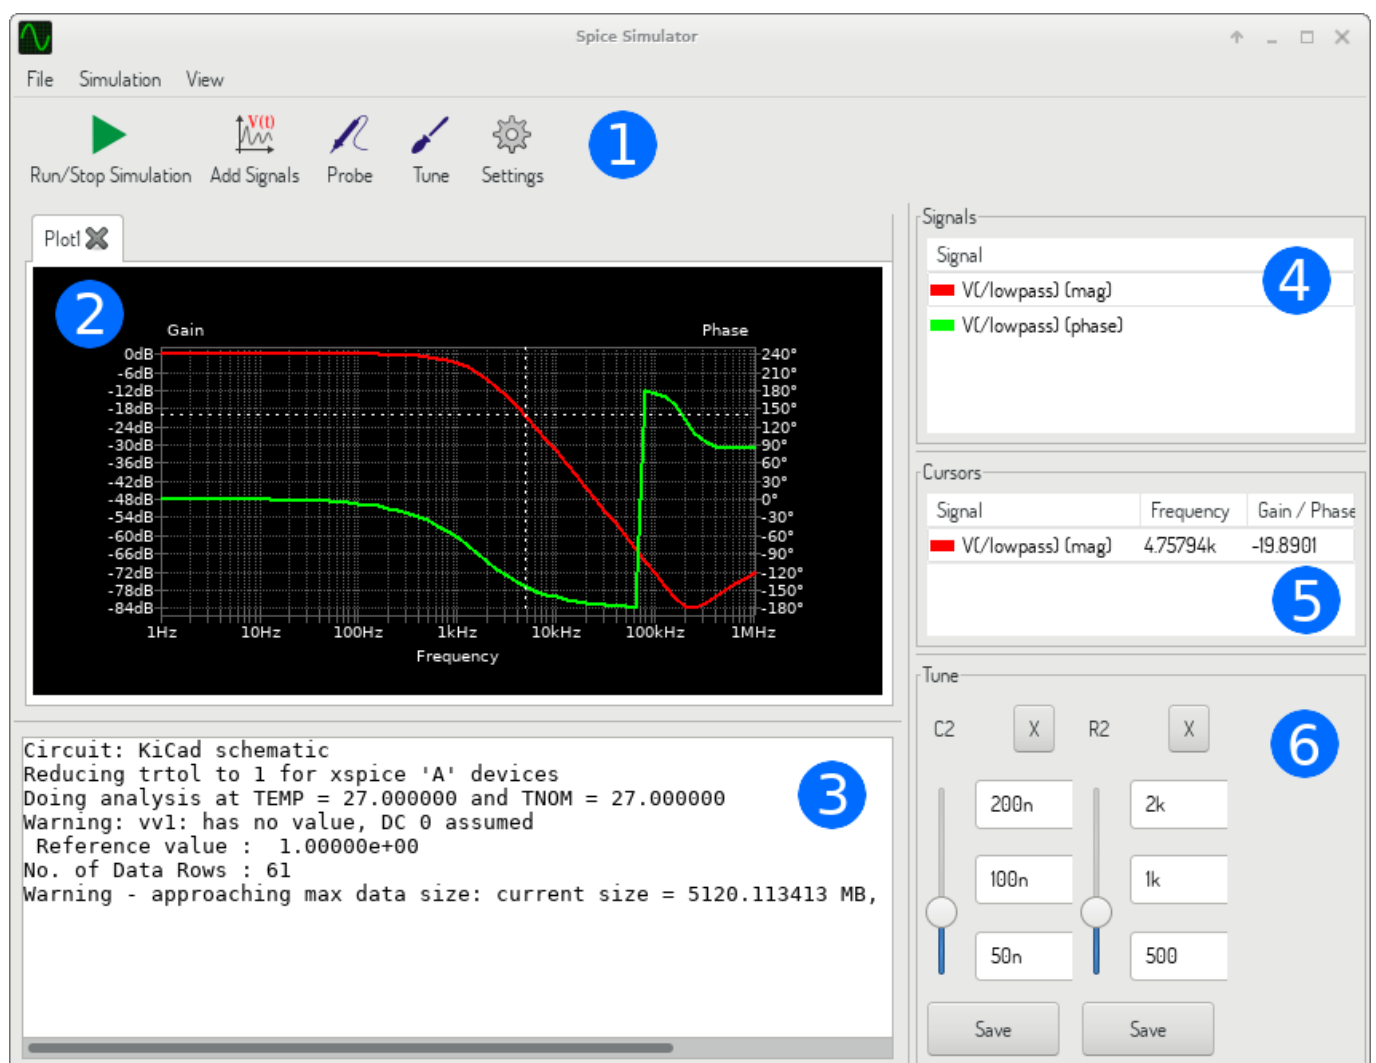 Spice Simulator
File Simulation View
Run/Stop Simulation Add Signals Probe Tune Settings
V(t)
1
Plot1
2
Gain Phase
0dB 240°
-6dB 210°
-12dB 180°
-18dB 150°
-24dB 120°
-30dB 90°
-36dB 60°
-42dB 30°
-48dB 0°
-54dB -30°
-60dB -60°
-66dB -90°
-72dB -120°
-78dB -150°
-84dB -180°
1Hz 10Hz 100Hz 1kHz 10kHz 100kHz 1MHz
Frequency
Circuit: KiCad schematic
Reducing trtol to 1 for xspice 'A' devices
Doing analysis at TEMP = 27.000000 and TNOM = 27.000000
Warning: vv1: has no value, DC 0 assumed
Reference value : 1.00000e+00
No. of Data Rows : 61
Warning - approaching max data size: current size = 5120.113413 MB,
3
Signals
Signal
V(/lowpass) (mag)
V(/lowpass) (phase)
4
Cursors
Signal Frequency Gain / Phase
V(/lowpass) (mag) 4.75794k -19.8901
5
Tune
C2 X R2 X
6
200n 2k
100n 1k
50n 500
Save Save